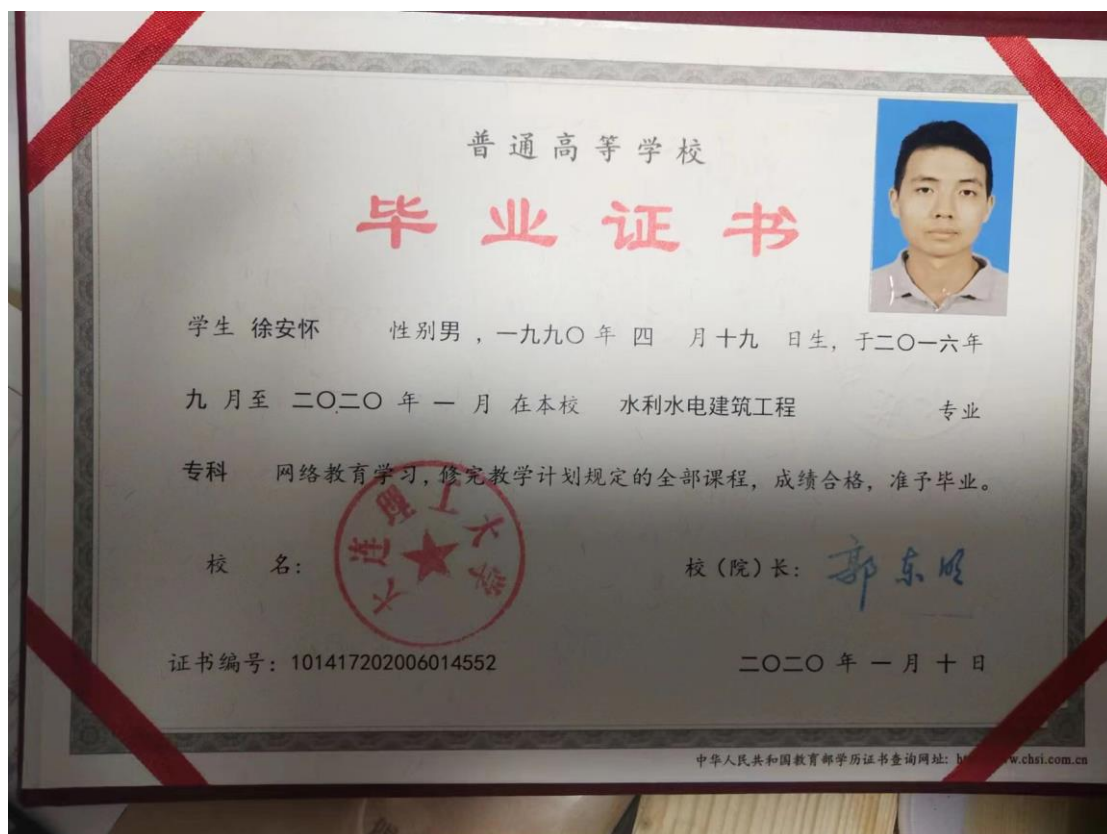 普通高等学校
毕业证书
学生 徐安怀 性别男 ，一九九〇年 四 月十九 日生，于二〇一六年
九 月至 二〇二〇 年 一 月 在本校 水利水电建筑工程 专业
专科 网络教育学习，修完教学计划规定的全部课程，成绩合格，准予毕业。
校 名： 大连理工大学 校（院）长： 郭东明
证书编号：101417202006014552 二〇二〇 年 一 月 十 日
中华人民共和国教育部学历证书查询网址： w.chsi.com.cn